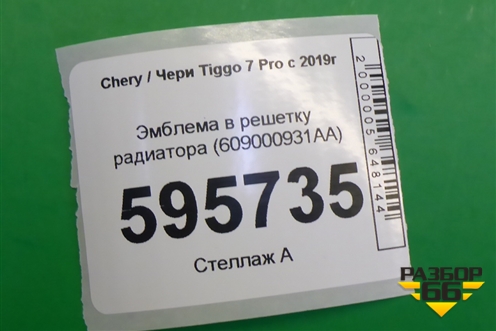 Chery / Чери Tiggo 7 Pro с 2019г
Эмблема в решетку
радиатора (609000931AA)
595735
Стеллаж А
2000005648144
РАЗБОР
66